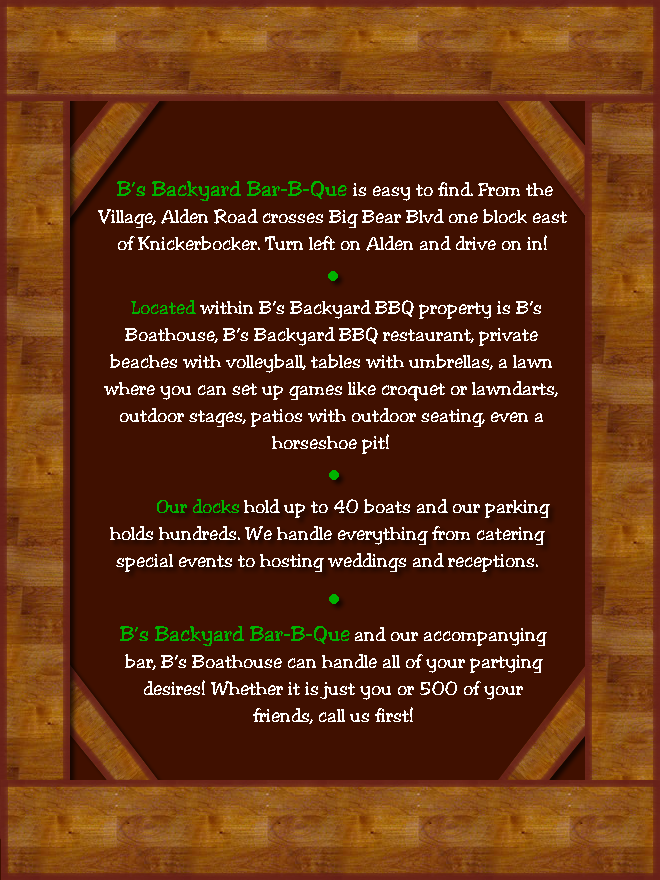 B's Backyard Bar-B-Que is easy to find. From the
Village, Alden Road crosses Big Bear Blvd one block east
of Knickerbocker. Turn left on Alden and drive on in!
Located within B's Backyard BBQ property is B's
Boathouse, B's Backyard BBQ restaurant, private
beaches with volleyball, tables with umbrellas, a lawn
where you can set up games like croquet or lawndarts,
outdoor stages, patios with outdoor seating, even a
horseshoe pit!
Our docks hold up to 40 boats and our parking
holds hundreds. We handle everything from catering
special events to hosting weddings and receptions.
B's Backyard Bar-B-Que and our accompanying
bar, B's Boathouse can handle all of your partying
desires! Whether it is just you or 500 of your
friends, call us first!